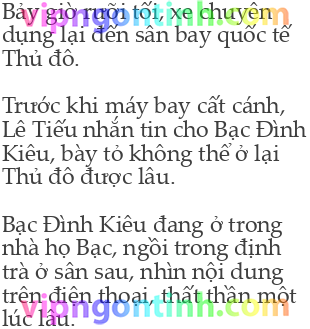 Bảy giờ rưỡi tối, xe chuyên
dụng lại đến sân bay quốc tế
Thủ đô.
Trước khi máy bay cất cánh,
Lê Tiếu nhắn tin cho Bạc Đình
Kiêu, bày tỏ không thể ở lại
Thủ đô được lâu.
Bạc Đình Kiêu đang ở trong
nhà họ Bạc, ngồi trong định
trà ở sân sau, nhìn nội dung
trên điện thoại, thất thần một
lúc lâu.
vipngontinh.com
vipngontinh.com